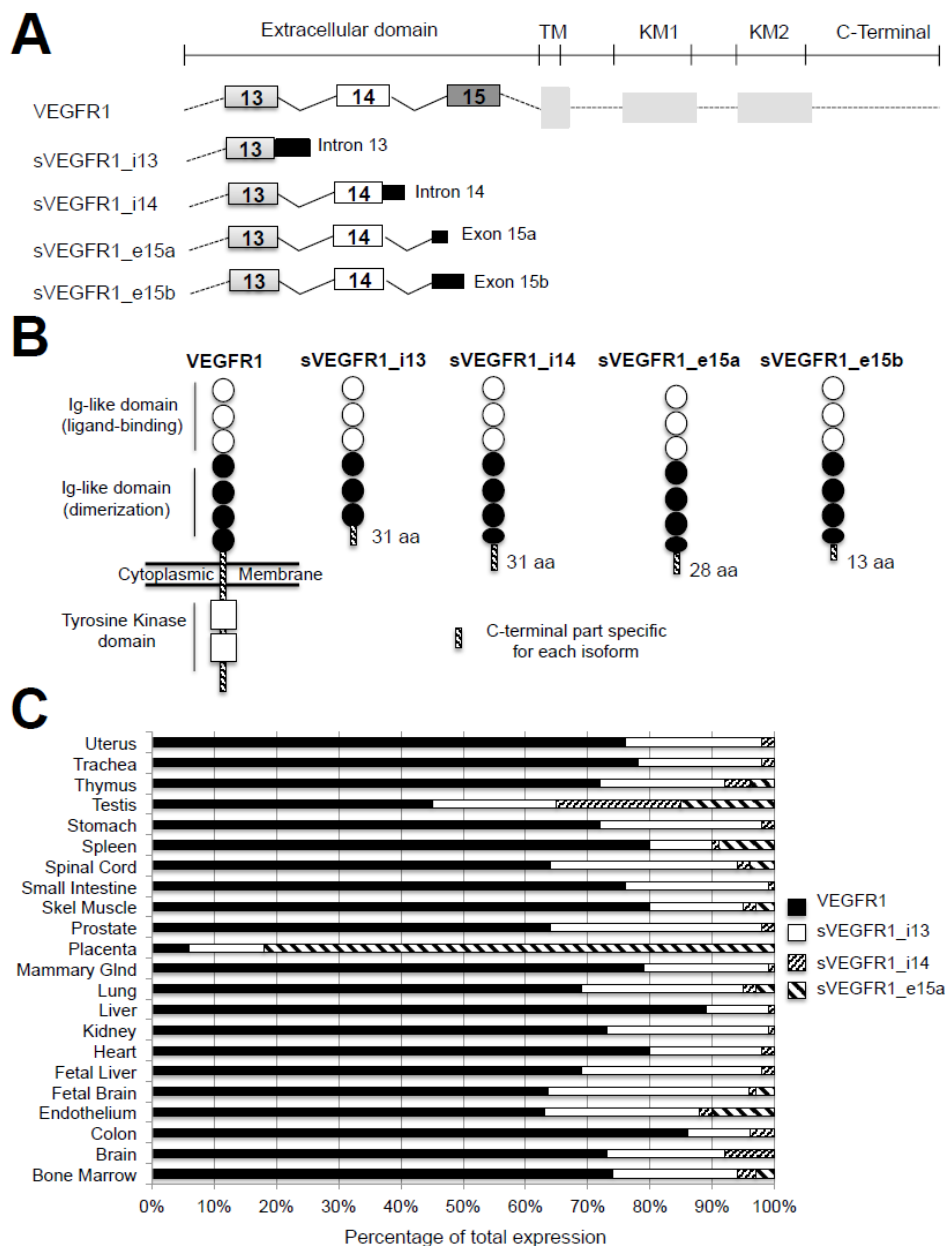 A
Extracellular domain
TM
KM1
KM2
C-Terminal
VEGFR1
13
14
15
sVEGFR1_i13
13
Intron 13
sVEGFR1_i14
13
14
Intron 14
sVEGFR1_e15a
13
14
Exon 15a
sVEGFR1_e15b
13
14
Exon 15b
B
VEGFR1
sVEGFR1_i13
sVEGFR1_i14
sVEGFR1_e15a
sVEGFR1_e15b
Ig-like domain
(ligand-binding)
Ig-like domain
(dimerization)
31 aa
31 aa
28 aa
13 aa
Cytoplasmic Membrane
Tyrosine Kinase
domain
C-terminal part specific
for each isoform
C
Uterus
Trachea
Thymus
Testis
Stomach
Spleen
Spinal Cord
Small Intestine
Skel Muscle
Prostate
Placenta
Mammary Glnd
Lung
Liver
Kidney
Heart
Fetal Liver
Fetal Brain
Endothelium
Colon
Brain
Bone Marrow
VEGFR1
sVEGFR1_i13
sVEGFR1_i14
sVEGFR1_e15a
0% 10% 20% 30% 40% 50% 60% 70% 80% 90% 100%
Percentage of total expression